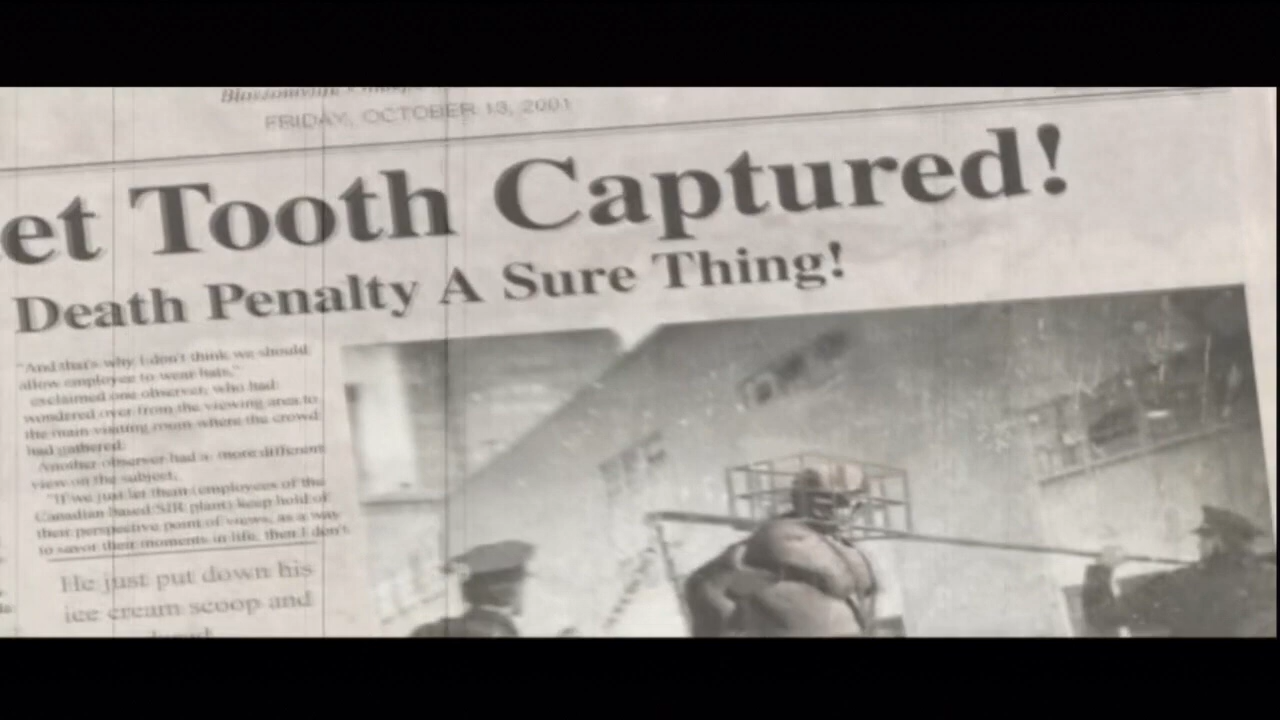 FRIDAY, OCTOBER 13, 2001
et Tooth Captured!
Death Penalty A Sure Thing!
"And that's why I don't think we should
allow employee to wear hats,"
exclaimed one observer, who had
wondered over from the viewing area to
the main visiting room where the crowd
had gathered.
Another observer had a more different
view on the subject.
"If we just let them (employees of the
Canadian based SIR plant) keep hold of
their perspective point of views, as a way
to savor their moments in life, then I don't
He just put down his
ice cream scoop and